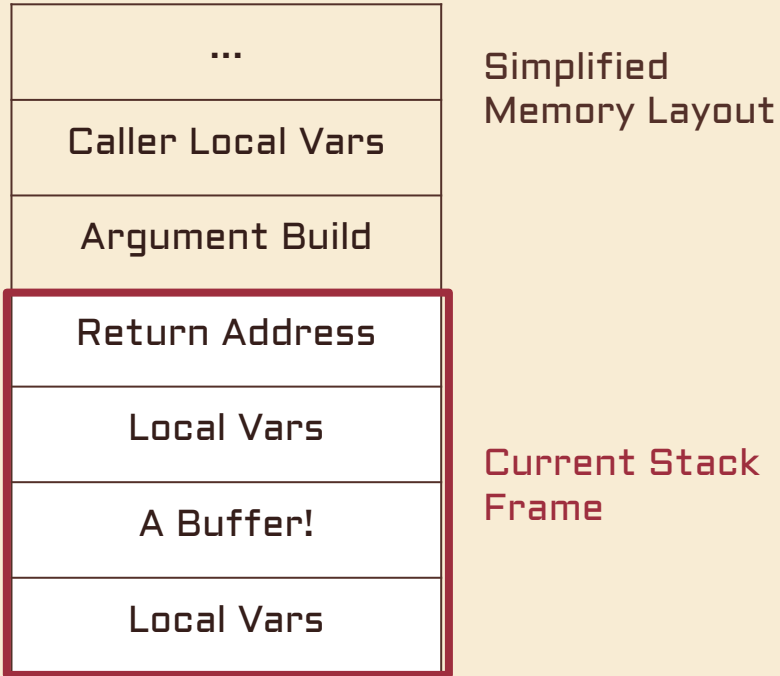 ...
Caller Local Vars
Argument Build
Return Address
Local Vars
A Buffer!
Local Vars
Simplified
Memory Layout
Current Stack
Frame